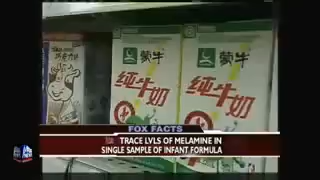 蒙牛
蒙牛
纯牛奶
纯牛奶
FOX FACTS
TRACE LVLS OF MELAMINE IN
SINGLE SAMPLE OF INFANT FORMULA